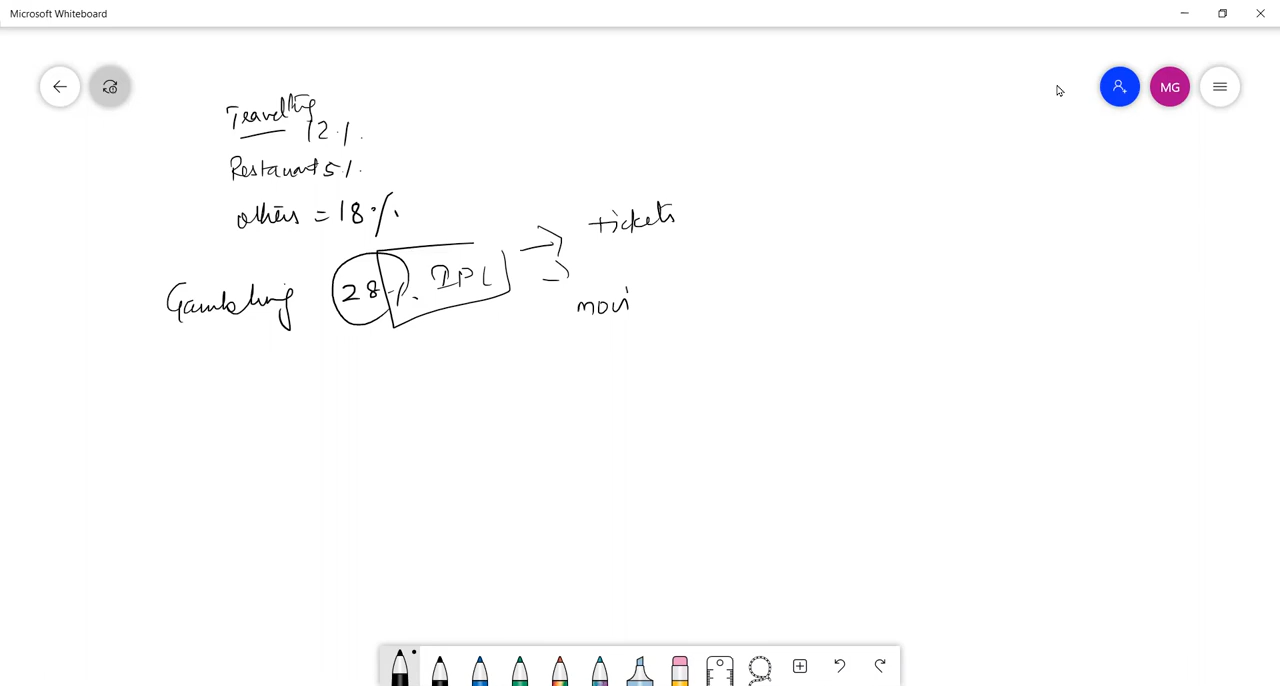 Microsoft Whiteboard
MG
Travelling
12%.
Restaurant 5%.
others = 18%
tickets
Gambling 28%. IPL
movi